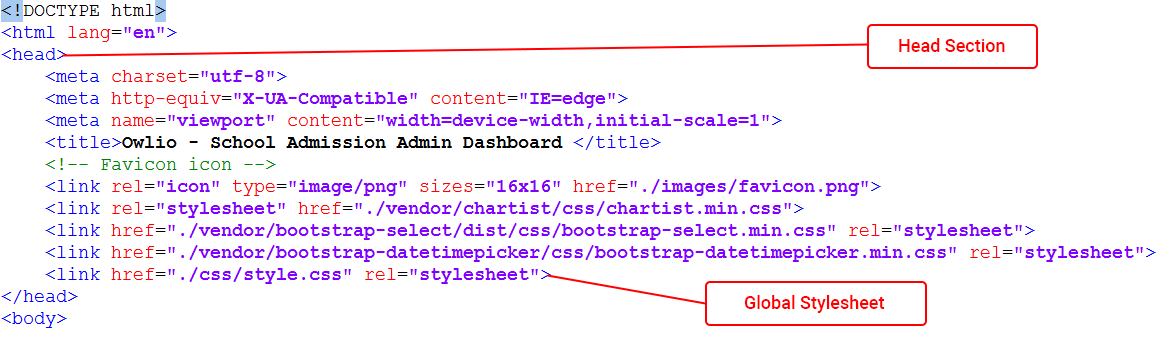 <!DOCTYPE html>
<html lang="en">
<head>
Head Section
    <meta charset="utf-8">
    <meta http-equiv="X-UA-Compatible" content="IE=edge">
    <meta name="viewport" content="width=device-width,initial-scale=1">
    <title>Owlio - School Admission Admin Dashboard </title>
    <!-- Favicon icon -->
    <link rel="icon" type="image/png" sizes="16x16" href="./images/favicon.png">
    <link rel="stylesheet" href="./vendor/chartist/css/chartist.min.css">
    <link href="./vendor/bootstrap-select/dist/css/bootstrap-select.min.css" rel="stylesheet">
    <link href="./vendor/bootstrap-datetimepicker/css/bootstrap-datetimepicker.min.css" rel="stylesheet">
    <link href="./css/style.css" rel="stylesheet">
Global Stylesheet
</head>
<body>